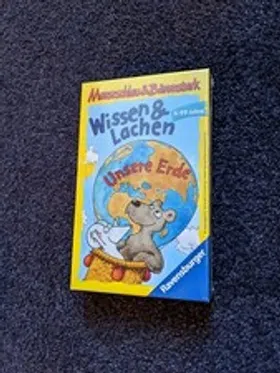 Mauseschlau & Bärenstark
Wissen &
Lachen
Unsere Erde
Ravensburger